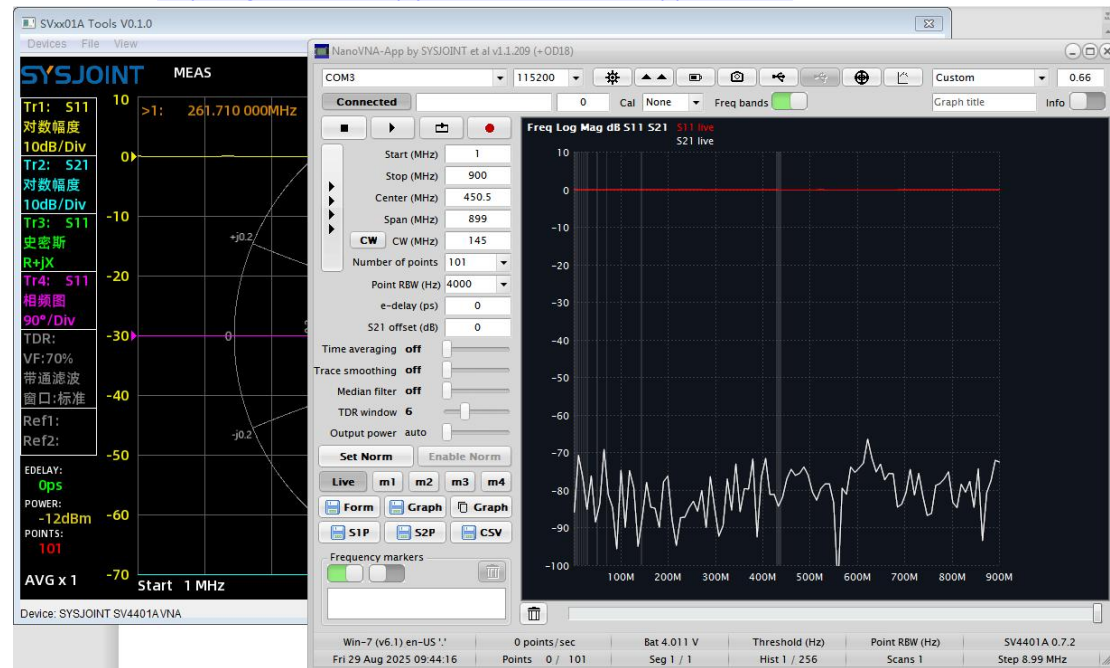 SVxx01A Tools V0.1.0
Devices File View
SYSJOINT MEAS
Tr1: S11
对数幅度
10dB/Div
Tr2: S21
对数幅度
10dB/Div
Tr3: S11
史密斯
R+jX
Tr4: S11
相频图
90°/Div
TDR:
VF:70%
带通滤波
窗口:标准
Ref1:
Ref2:
EDELAY:
0ps
POWER:
-12dBm
POINTS:
101
AVG x 1
10
0
-10
-20
-30
-40
-50
-60
-70
>1: 261.710 000MHz
+j0.2
0
-j0.2
Start 1 MHz
Device: SYSJOINT SV4401A VNA
NanoVNA-App by SYSJOINT et al v1.1.209 (+OD18)
COM3 115200 Custom 0.66
Connected 0 Cal None Freq bands Graph title Info
Start (MHz) 1
Stop (MHz) 900
Center (MHz) 450.5
Span (MHz) 899
CW CW (MHz) 145
Number of points 101
Point RBW (Hz) 4000
e-delay (ps) 0
S21 offset (dB) 0
Time averaging off
Trace smoothing off
Median filter off
TDR window 6
Output power auto
Set Norm Enable Norm
Live m1 m2 m3 m4
Form Graph Graph
S1P S2P CSV
Frequency markers
Freq Log Mag dB S11 S21 S11 live
S21 live
10
0
-10
-20
-30
-40
-50
-60
-70
-80
-90
-100
100M 200M 300M 400M 500M 600M 700M 800M 900M
Win-7 (v6.1) en-US '.' 0 points/sec Bat 4.011 V Threshold (Hz) Point RBW (Hz) SV4401A 0.7.2
Fri 29 Aug 2025 09:44:16 Points 0 / 101 Seg 1 / 1 Hist 1 / 256 Scans 1 Step 8.99 MHz